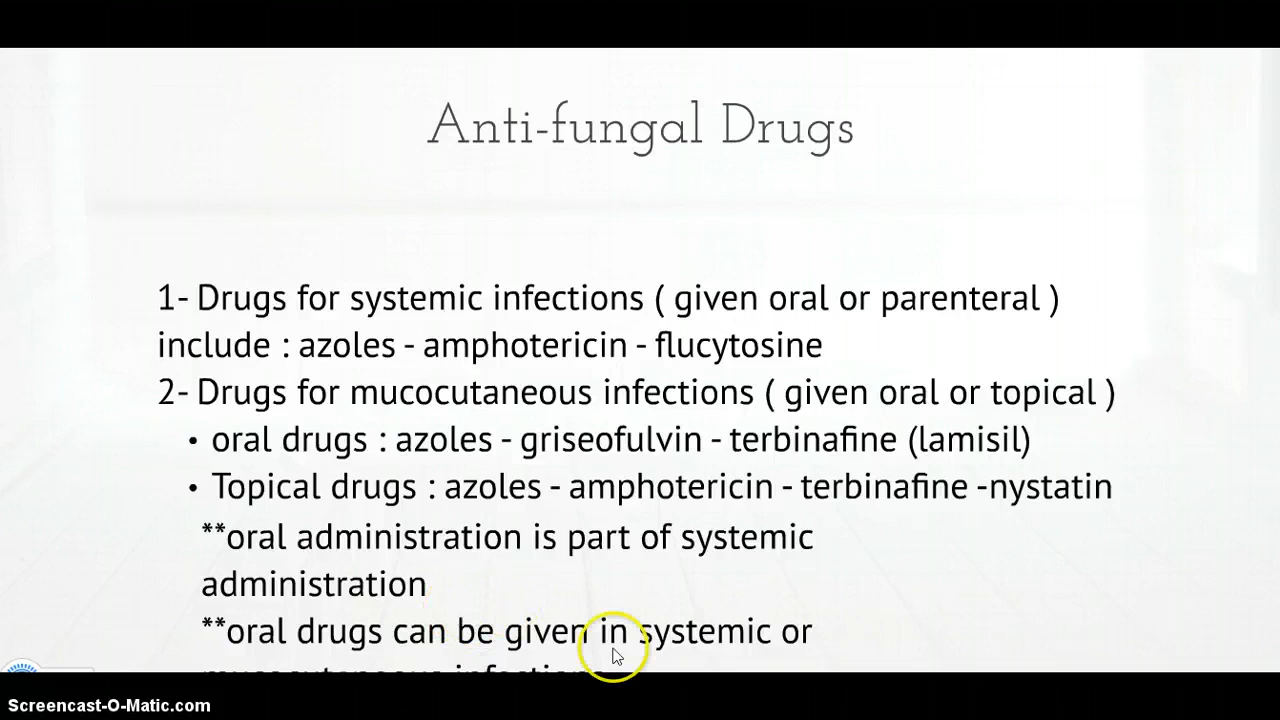 Anti-fungal Drugs
1- Drugs for systemic infections ( given oral or parenteral )
include : azoles - amphotericin - flucytosine
2- Drugs for mucocutaneous infections ( given oral or topical )
• oral drugs : azoles - griseofulvin - terbinafine (lamisil)
• Topical drugs : azoles - amphotericin - terbinafine -nystatin
**oral administration is part of systemic
administration
**oral drugs can be given in systemic or
mucocutaneous infections
Screencast-O-Matic.com